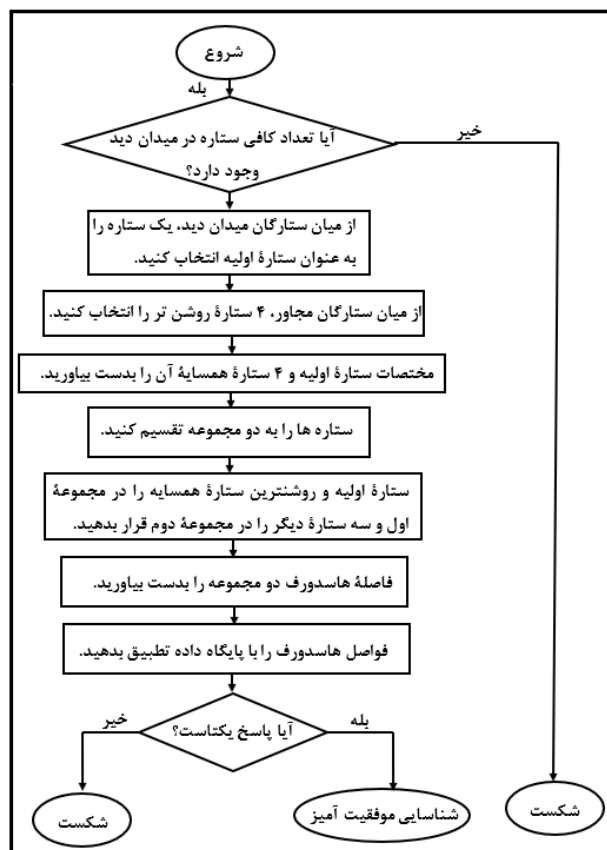 شروع
بله
آیا تعداد کافی ستاره در میدان دید
وجود دارد؟
خیر
از میان ستارگان میدان دید، یک ستاره را
به عنوان ستارهٔ اولیه انتخاب کنید.
از میان ستارگان مجاور، ۴ ستارهٔ روشن تر را انتخاب کنید.
مختصات ستارهٔ اولیه و ۴ ستارهٔ همسایهٔ آن را بدست بیاورید.
ستاره ها را به دو مجموعه تقسیم کنید.
ستارهٔ اولیه و روشنترین ستارهٔ همسایه را در مجموعهٔ
اول و سه ستارهٔ دیگر را در مجموعهٔ دوم قرار بدهید.
فاصلهٔ هاسدورف دو مجموعه را بدست بیاورید.
فواصل هاسدورف را با پایگاه داده تطبیق بدهید.
آیا پاسخ یکتاست؟
خیر
بله
شکست
شناسایی موفقیت آمیز
شکست